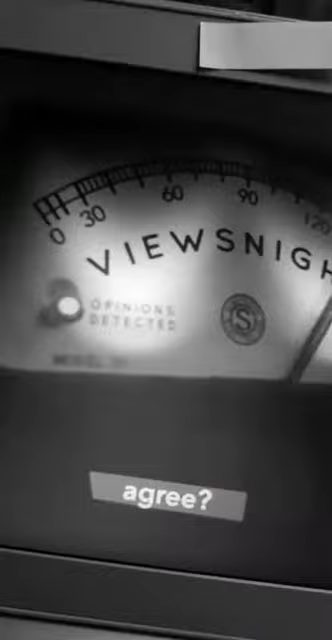 0 30 60 90 120
VIEWSNIGH
OPINIONS
DETECTED
S
agree?